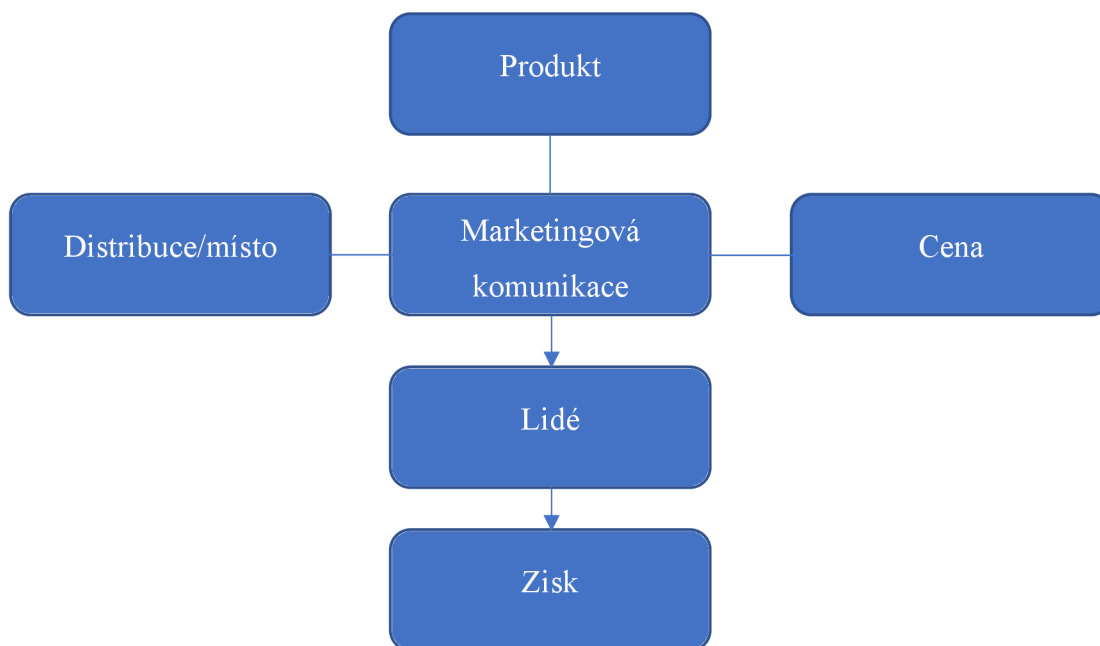 Produkt
Distribuce/místo
Marketingová
komunikace
Cena
Lidé
Zisk